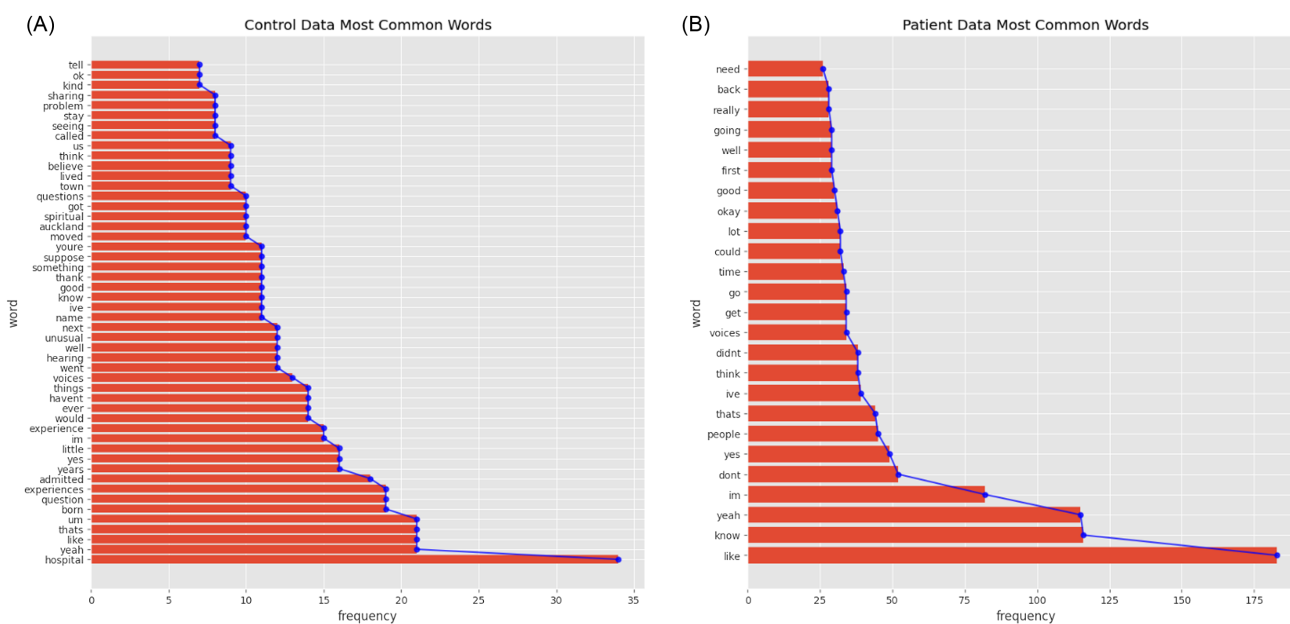 (A)
Control Data Most Common Words
tell
ok
kind
sharing
problem
stay
seeing
called
us
think
believe
lived
town
questions
got
spiritual
auckland
moved
youre
suppose
something
thank
good
know
ive
name
next
unusual
well
hearing
went
voices
things
havent
ever
would
experience
im
little
yes
years
admitted
experiences
question
born
um
thats
like
yeah
hospital
word
0 5 10 15 20 25 30 35
frequency
(B)
Patient Data Most Common Words
need
back
really
going
well
first
good
okay
lot
could
time
go
get
voices
didnt
think
ive
thats
people
yes
dont
im
yeah
know
like
word
0 25 50 75 100 125 150 175
frequency